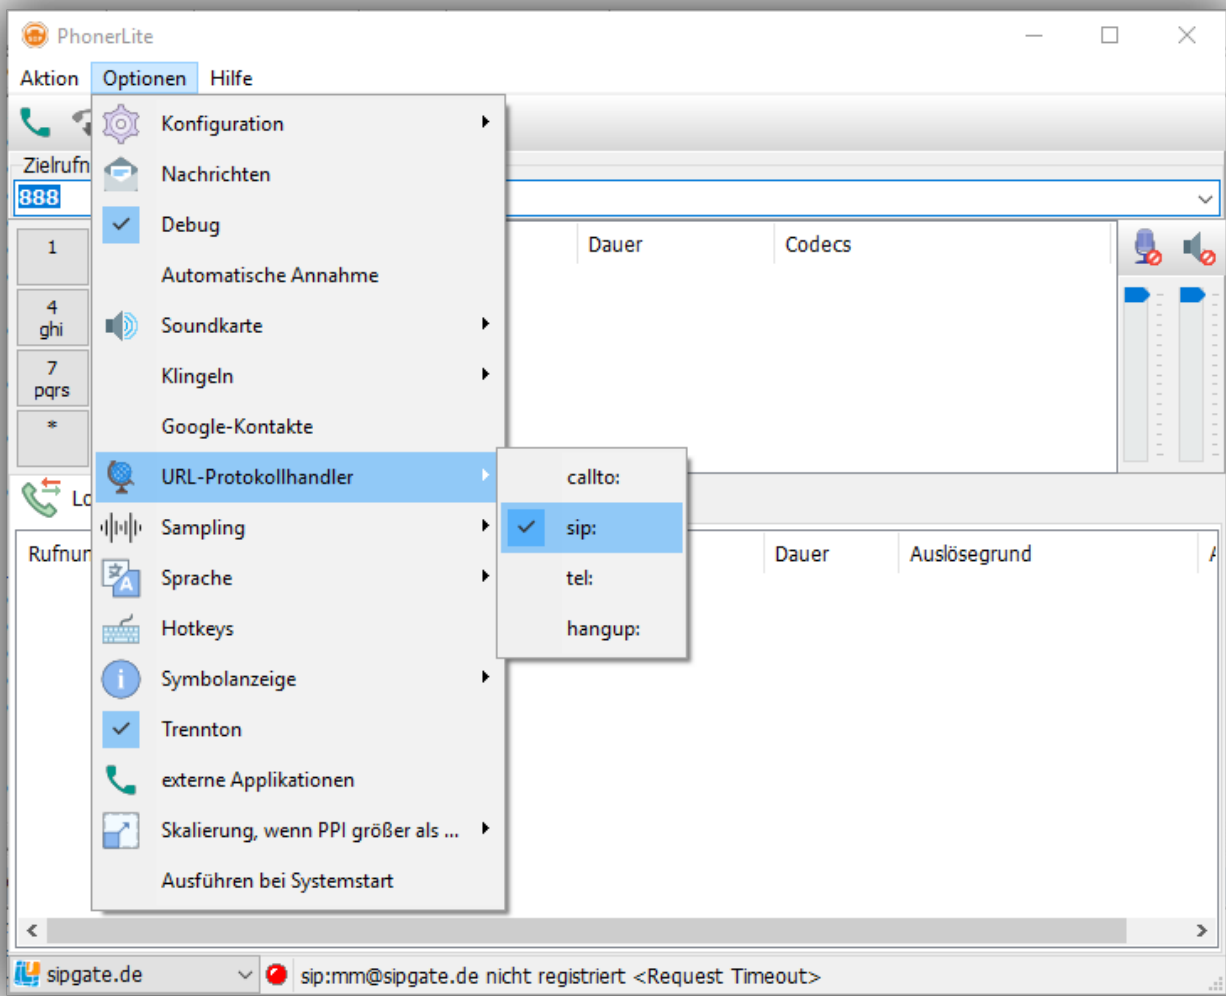 PhonerLite
Aktion Optionen Hilfe
Konfiguration
Zielrufn
Nachrichten
888
Debug
1
Dauer Codecs
Automatische Annahme
4
ghi
Soundkarte
7
pqrs
Klingeln
*
Google-Kontakte
URL-Protokollhandler
callto:
Lo
Sampling
sip:
Rufnur
Dauer Auslösegrund
Sprache
tel:
Hotkeys
hangup:
Symbolanzeige
Trennton
externe Applikationen
Skalierung, wenn PPI größer als ...
Ausführen bei Systemstart
sipgate.de
sip:mm@sipgate.de nicht registriert <Request Timeout>